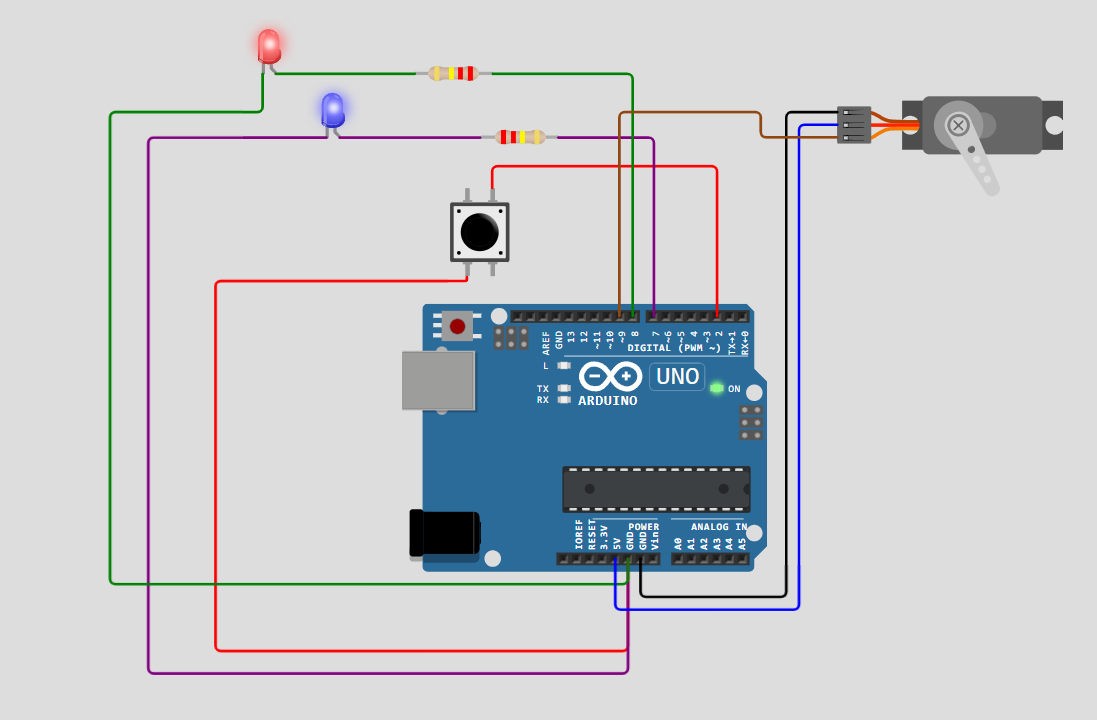 AREF
GND
13
12
~11
~10
~9
8
7
~6
~5
4
~3
2
TX→1
RX←0
DIGITAL (PWM ~)
L
TX
RX
UNO
ON
ARDUINO
POWER
ANALOG IN
IOREF
RESET
3.3V
5V
GND
GND
Vin
A0
A1
A2
A3
A4
A5